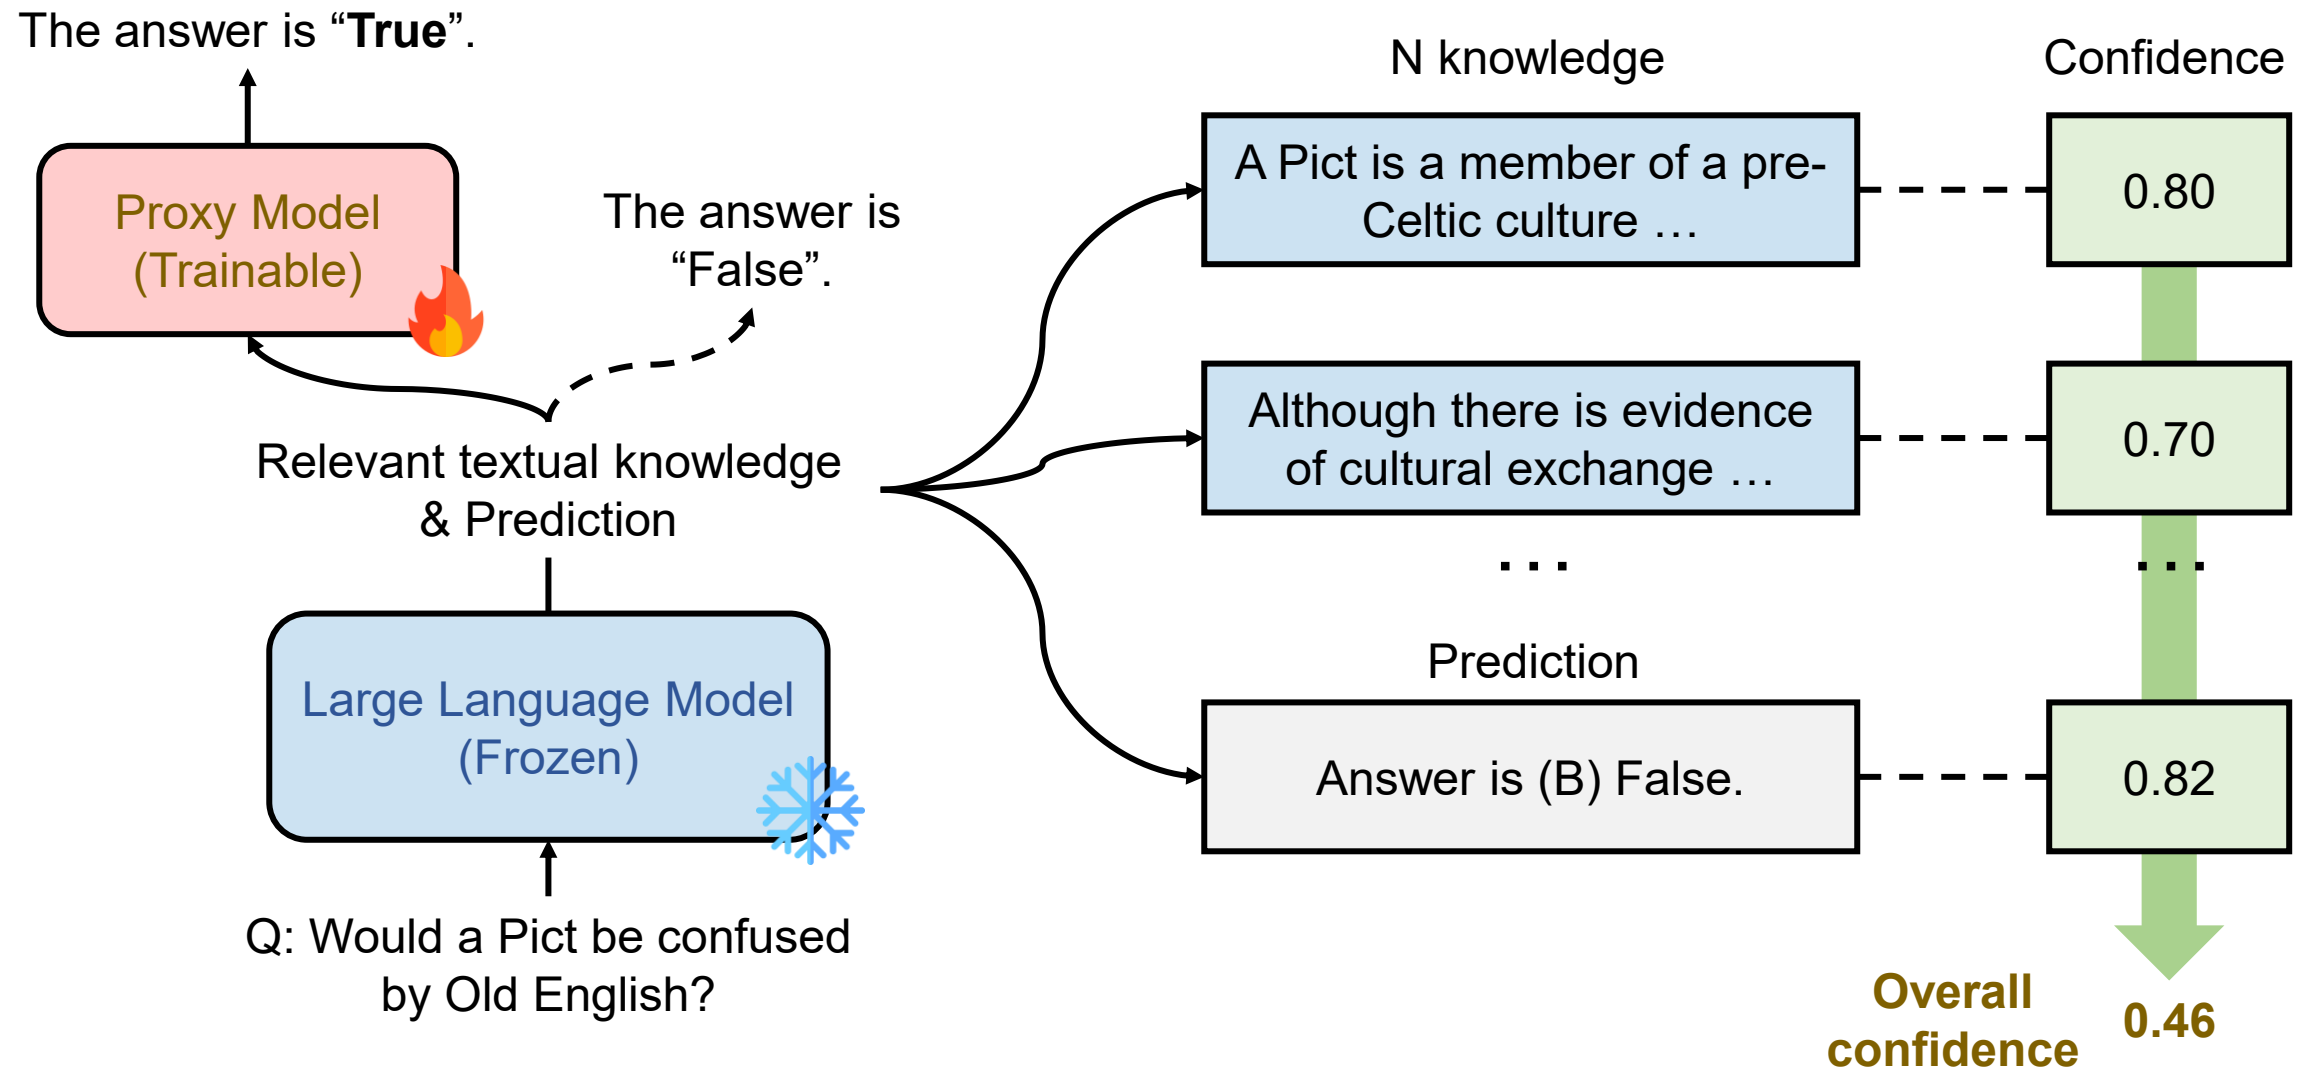 The answer is “True”.
Proxy Model
(Trainable)
The answer is
“False”.
Relevant textual knowledge
& Prediction
Large Language Model
(Frozen)
Q: Would a Pict be confused
by Old English?
N knowledge
Confidence
A Pict is a member of a pre-
Celtic culture …
0.80
Although there is evidence
of cultural exchange …
0.70
…
…
Prediction
Answer is (B) False.
0.82
Overall
confidence
0.46